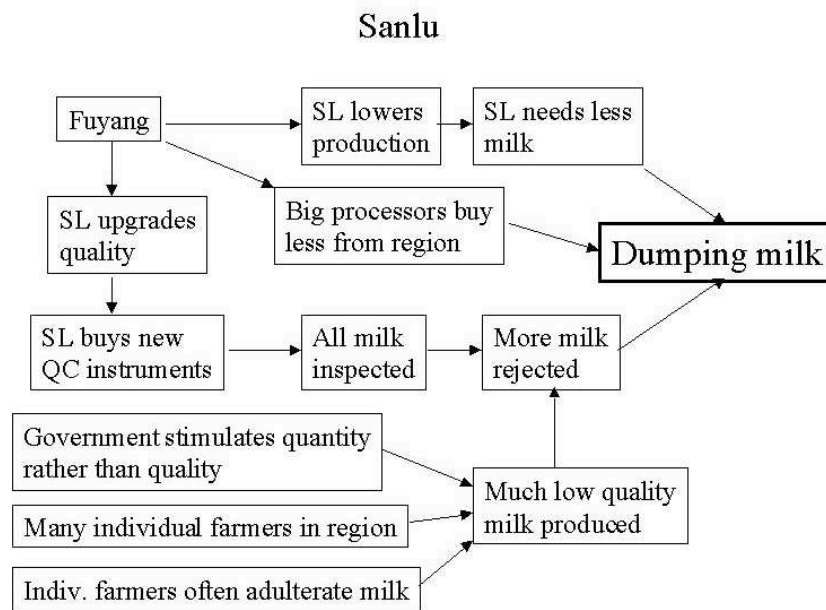 Sanlu
Fuyang
SL lowers
production
SL needs less
milk
SL upgrades
quality
Big processors buy
less from region
Dumping milk
SL buys new
QC instruments
All milk
inspected
More milk
rejected
Government stimulates quantity
rather than quality
Much low quality
milk produced
Many individual farmers in region
Indiv. farmers often adulterate milk